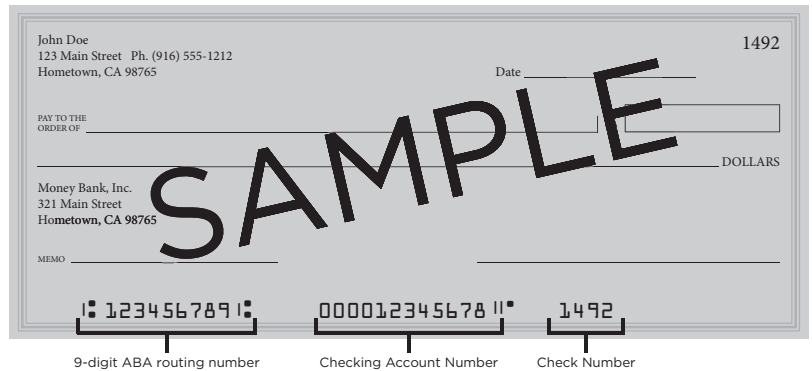 John Doe
1492
123 Main Street Ph. (916) 555-1212
Hometown, CA 98765
Date
PAY TO THE
ORDER OF
DOLLARS
SAMPLE
Money Bank, Inc.
321 Main Street
Hometown, CA 98765
MEMO
⑆ 123456789 ⑆ 000012345678 ⑈ 1492
9-digit ABA routing number Checking Account Number Check Number